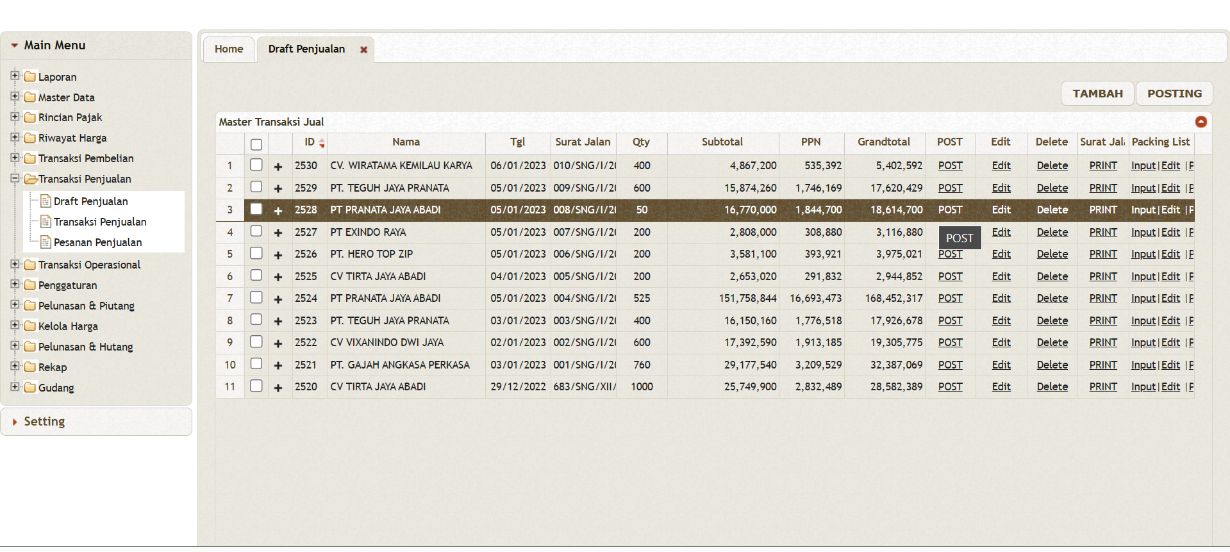 Main Menu
Laporan
Master Data
Rincian Pajak
Riwayat Harga
Transaksi Pembelian
Transaksi Penjualan
Draft Penjualan
Transaksi Penjualan
Pesanan Penjualan
Transaksi Operasional
Penggaturan
Pelunasan & Piutang
Kelola Harga
Pelunasan & Hutang
Rekap
Gudang
Setting
Home Draft Penjualan
TAMBAH POSTING
Master Transaksi Jual
ID Nama Tgl Surat Jalan Qty Subtotal PPN Grandtotal POST Edit Delete Surat Jala Packing List
1 2530 CV. WIRATAMA KEMILAU KARYA 06/01/2023 010/SNG/I/20 400 4,867,200 535,392 5,402,592 POST Edit Delete PRINT Input|Edit |P
2 2529 PT. TEGUH JAYA PRANATA 05/01/2023 009/SNG/I/20 600 15,874,260 1,746,169 17,620,429 POST Edit Delete PRINT Input|Edit |P
3 2528 PT PRANATA JAYA ABADI 05/01/2023 008/SNG/I/20 50 16,770,000 1,844,700 18,614,700 POST Edit Delete PRINT Input|Edit |P
4 2527 PT EXINDO RAYA 05/01/2023 007/SNG/I/20 200 2,808,000 308,880 3,116,880 POST Edit Delete PRINT Input|Edit |P
5 2526 PT. HERO TOP ZIP 05/01/2023 006/SNG/I/20 200 3,581,100 393,921 3,975,021 POST Edit Delete PRINT Input|Edit |P
6 2525 CV TIRTA JAYA ABADI 04/01/2023 005/SNG/I/20 200 2,653,020 291,832 2,944,852 POST Edit Delete PRINT Input|Edit |P
7 2524 PT PRANATA JAYA ABADI 05/01/2023 004/SNG/I/20 525 151,758,844 16,693,473 168,452,317 POST Edit Delete PRINT Input|Edit |P
8 2523 PT. TEGUH JAYA PRANATA 03/01/2023 003/SNG/I/20 400 16,150,160 1,776,518 17,926,678 POST Edit Delete PRINT Input|Edit |P
9 2522 CV VIXANINDO DWI JAYA 02/01/2023 002/SNG/I/20 600 17,392,590 1,913,185 19,305,775 POST Edit Delete PRINT Input|Edit |P
10 2521 PT. GAJAH ANGKASA PERKASA 03/01/2023 001/SNG/I/20 760 29,177,540 3,209,529 32,387,069 POST Edit Delete PRINT Input|Edit |P
11 2520 CV TIRTA JAYA ABADI 29/12/2022 683/SNG/XII/ 1000 25,749,900 2,832,489 28,582,389 POST Edit Delete PRINT Input|Edit |P